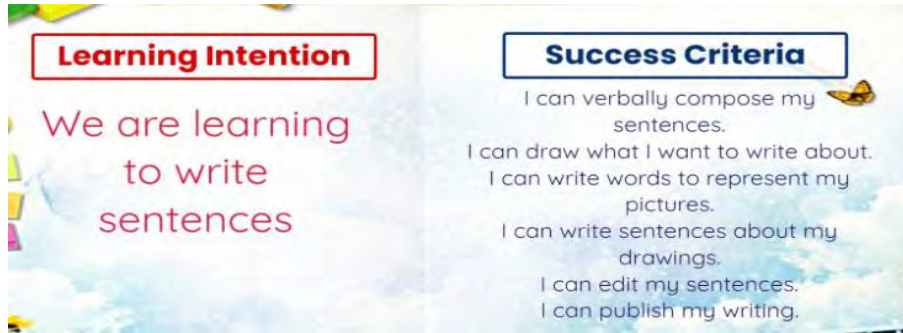 Learning Intention
We are learning
to write
sentences
Success Criteria
I can verbally compose my
sentences.
I can draw what I want to write about.
I can write words to represent my
pictures.
I can write sentences about my
drawings.
I can edit my sentences.
I can publish my writing.